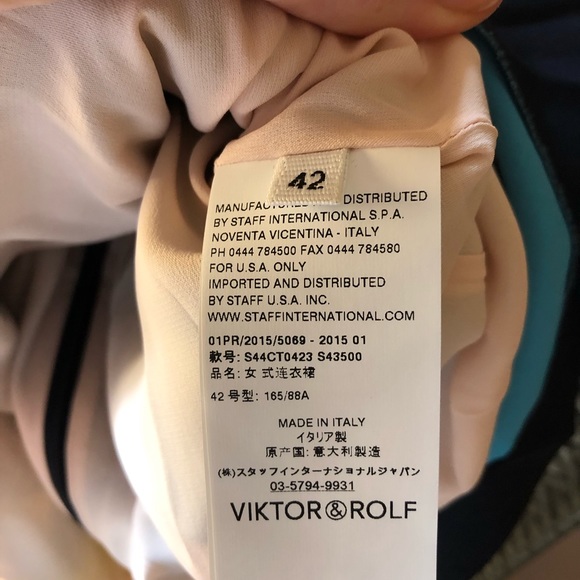 42
MANUFACTURED DISTRIBUTED
BY STAFF INTERNATIONAL S.P.A.
NOVENTA VICENTINA - ITALY
PH 0444 784500 FAX 0444 784580
FOR U.S.A. ONLY
IMPORTED AND DISTRIBUTED
BY STAFF U.S.A. INC.
WWW.STAFFINTERNATIONAL.COM
01PR/2015/5069 - 2015 01
款号: S44CT0423 S43500
品名: 女 式连衣裙
42 号型: 165/88A
MADE IN ITALY
イタリア製
原产国: 意大利製造
(株)スタッフインターナショナルジャパン
03-5794-9931
VIKTOR&ROLF